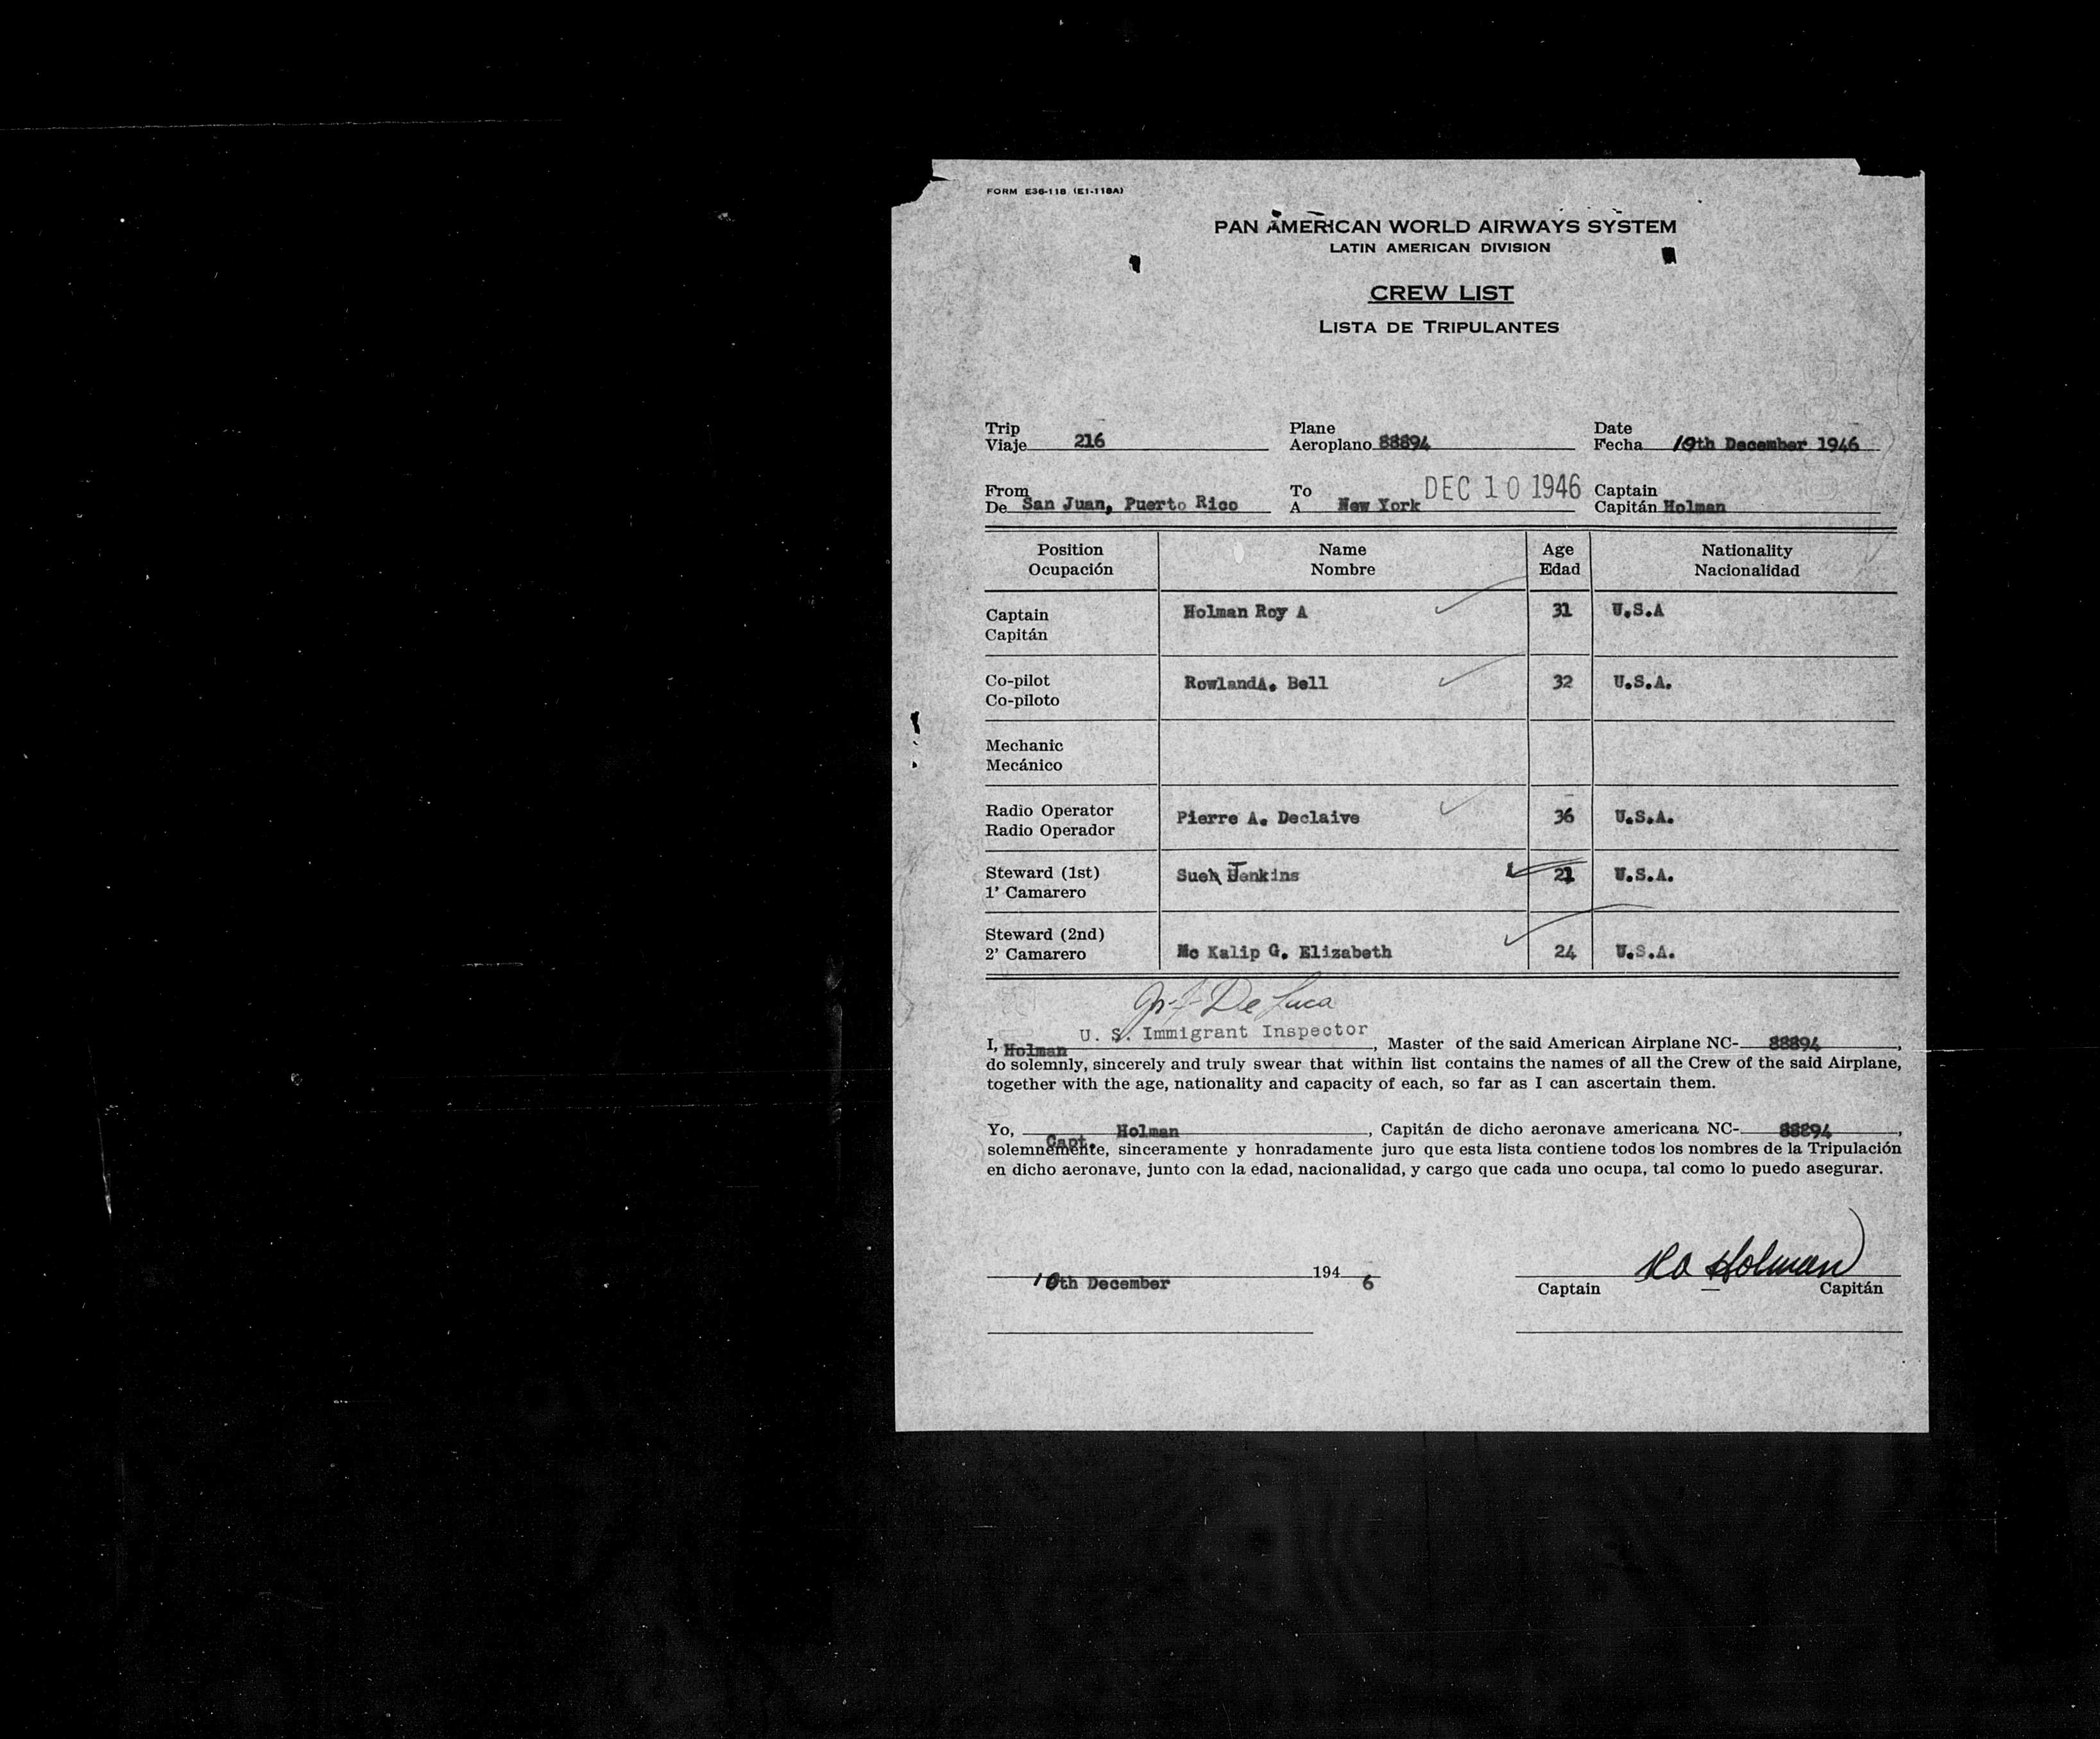 FORM E36-118 (E1-118A)
PAN AMERICAN WORLD AIRWAYS SYSTEM
LATIN AMERICAN DIVISION
CREW LIST
LISTA DE TRIPULANTES
Trip Plane Date
Viaje 216 Aeroplano 88894 Fecha 10th December 1946
From To DEC 10 1946 Captain
De San Juan, Puerto Rico A New York Capitán Holman
Position Name Age Nationality
Ocupación Nombre Edad Nacionalidad
Captain Holman Roy A 31 U.S.A
Capitán
Co-pilot RowlandA. Bell 32 U.S.A.
Co-piloto
Mechanic
Mecánico
Radio Operator Pierre A. Declaive 36 U.S.A.
Radio Operador
Steward (1st) Sueh Jenkins 21 U.S.A.
1' Camarero
Steward (2nd)
2' Camarero Mc Kalip G. Elizabeth 24 U.S.A.
De Luca
U. S. Immigrant Inspector
I, Holman, Master of the said American Airplane NC- 88894,
do solemnly, sincerely and truly swear that within list contains the names of all the Crew of the said Airplane,
together with the age, nationality and capacity of each, so far as I can ascertain them.
Yo, Capt. Holman, Capitán de dicho aeronave americana NC- 88894,
solemnemente, sinceramente y honradamente juro que esta lista contiene todos los nombres de la Tripulación
en dicho aeronave, junto con la edad, nacionalidad, y cargo que cada uno ocupa, tal como lo puedo asegurar.
10th December 194 6 RA Holman
Captain Capitán